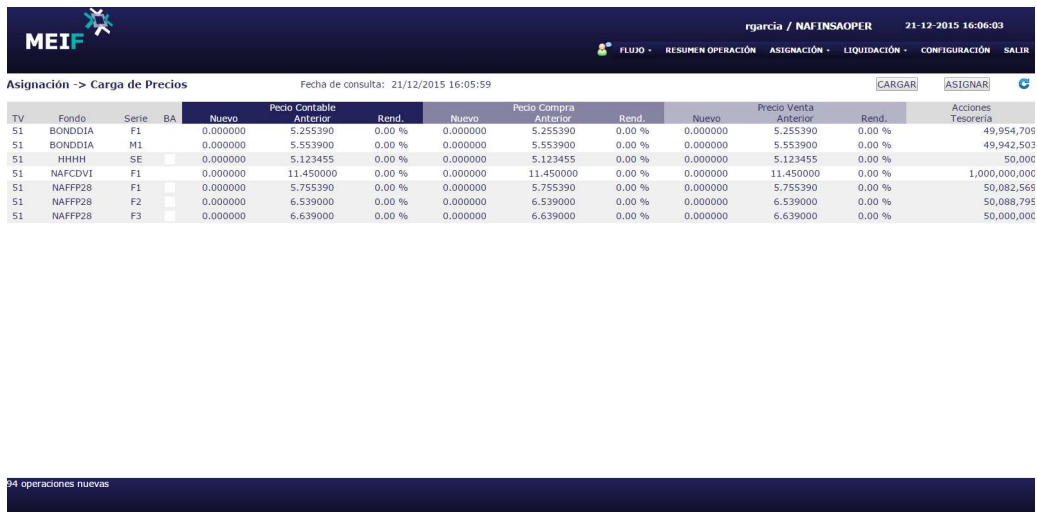 MEIF
rgarcia / NAFINSAOPER 21-12-2015 16:06:03
FLUJO RESUMEN OPERACIÓN ASIGNACIÓN LIQUIDACIÓN CONFIGURACIÓN SALIR
Asignación -> Carga de Precios Fecha de consulta: 21/12/2015 16:05:59 CARGAR ASIGNAR
Pecio Contable Pecio Compra Precio Venta Acciones
TV Fondo Serie BA Nuevo Anterior Rend. Nuevo Anterior Rend. Nuevo Anterior Rend. Tesorería
51 BONDDIA F1 0.000000 5.255390 0.00 % 0.000000 5.255390 0.00 % 0.000000 5.255390 0.00 % 49,954,709
51 BONDDIA M1 0.000000 5.553900 0.00 % 0.000000 5.553900 0.00 % 0.000000 5.553900 0.00 % 49,942,503
51 HHHH SE 0.000000 5.123455 0.00 % 0.000000 5.123455 0.00 % 0.000000 5.123455 0.00 % 50,000
51 NAFCDVI F1 0.000000 11.450000 0.00 % 0.000000 11.450000 0.00 % 0.000000 11.450000 0.00 % 1,000,000,000
51 NAFFP28 F1 0.000000 5.755390 0.00 % 0.000000 5.755390 0.00 % 0.000000 5.755390 0.00 % 50,082,569
51 NAFFP28 F2 0.000000 6.539000 0.00 % 0.000000 6.539000 0.00 % 0.000000 6.539000 0.00 % 50,088,795
51 NAFFP28 F3 0.000000 6.639000 0.00 % 0.000000 6.639000 0.00 % 0.000000 6.639000 0.00 % 50,000,000
94 operaciones nuevas